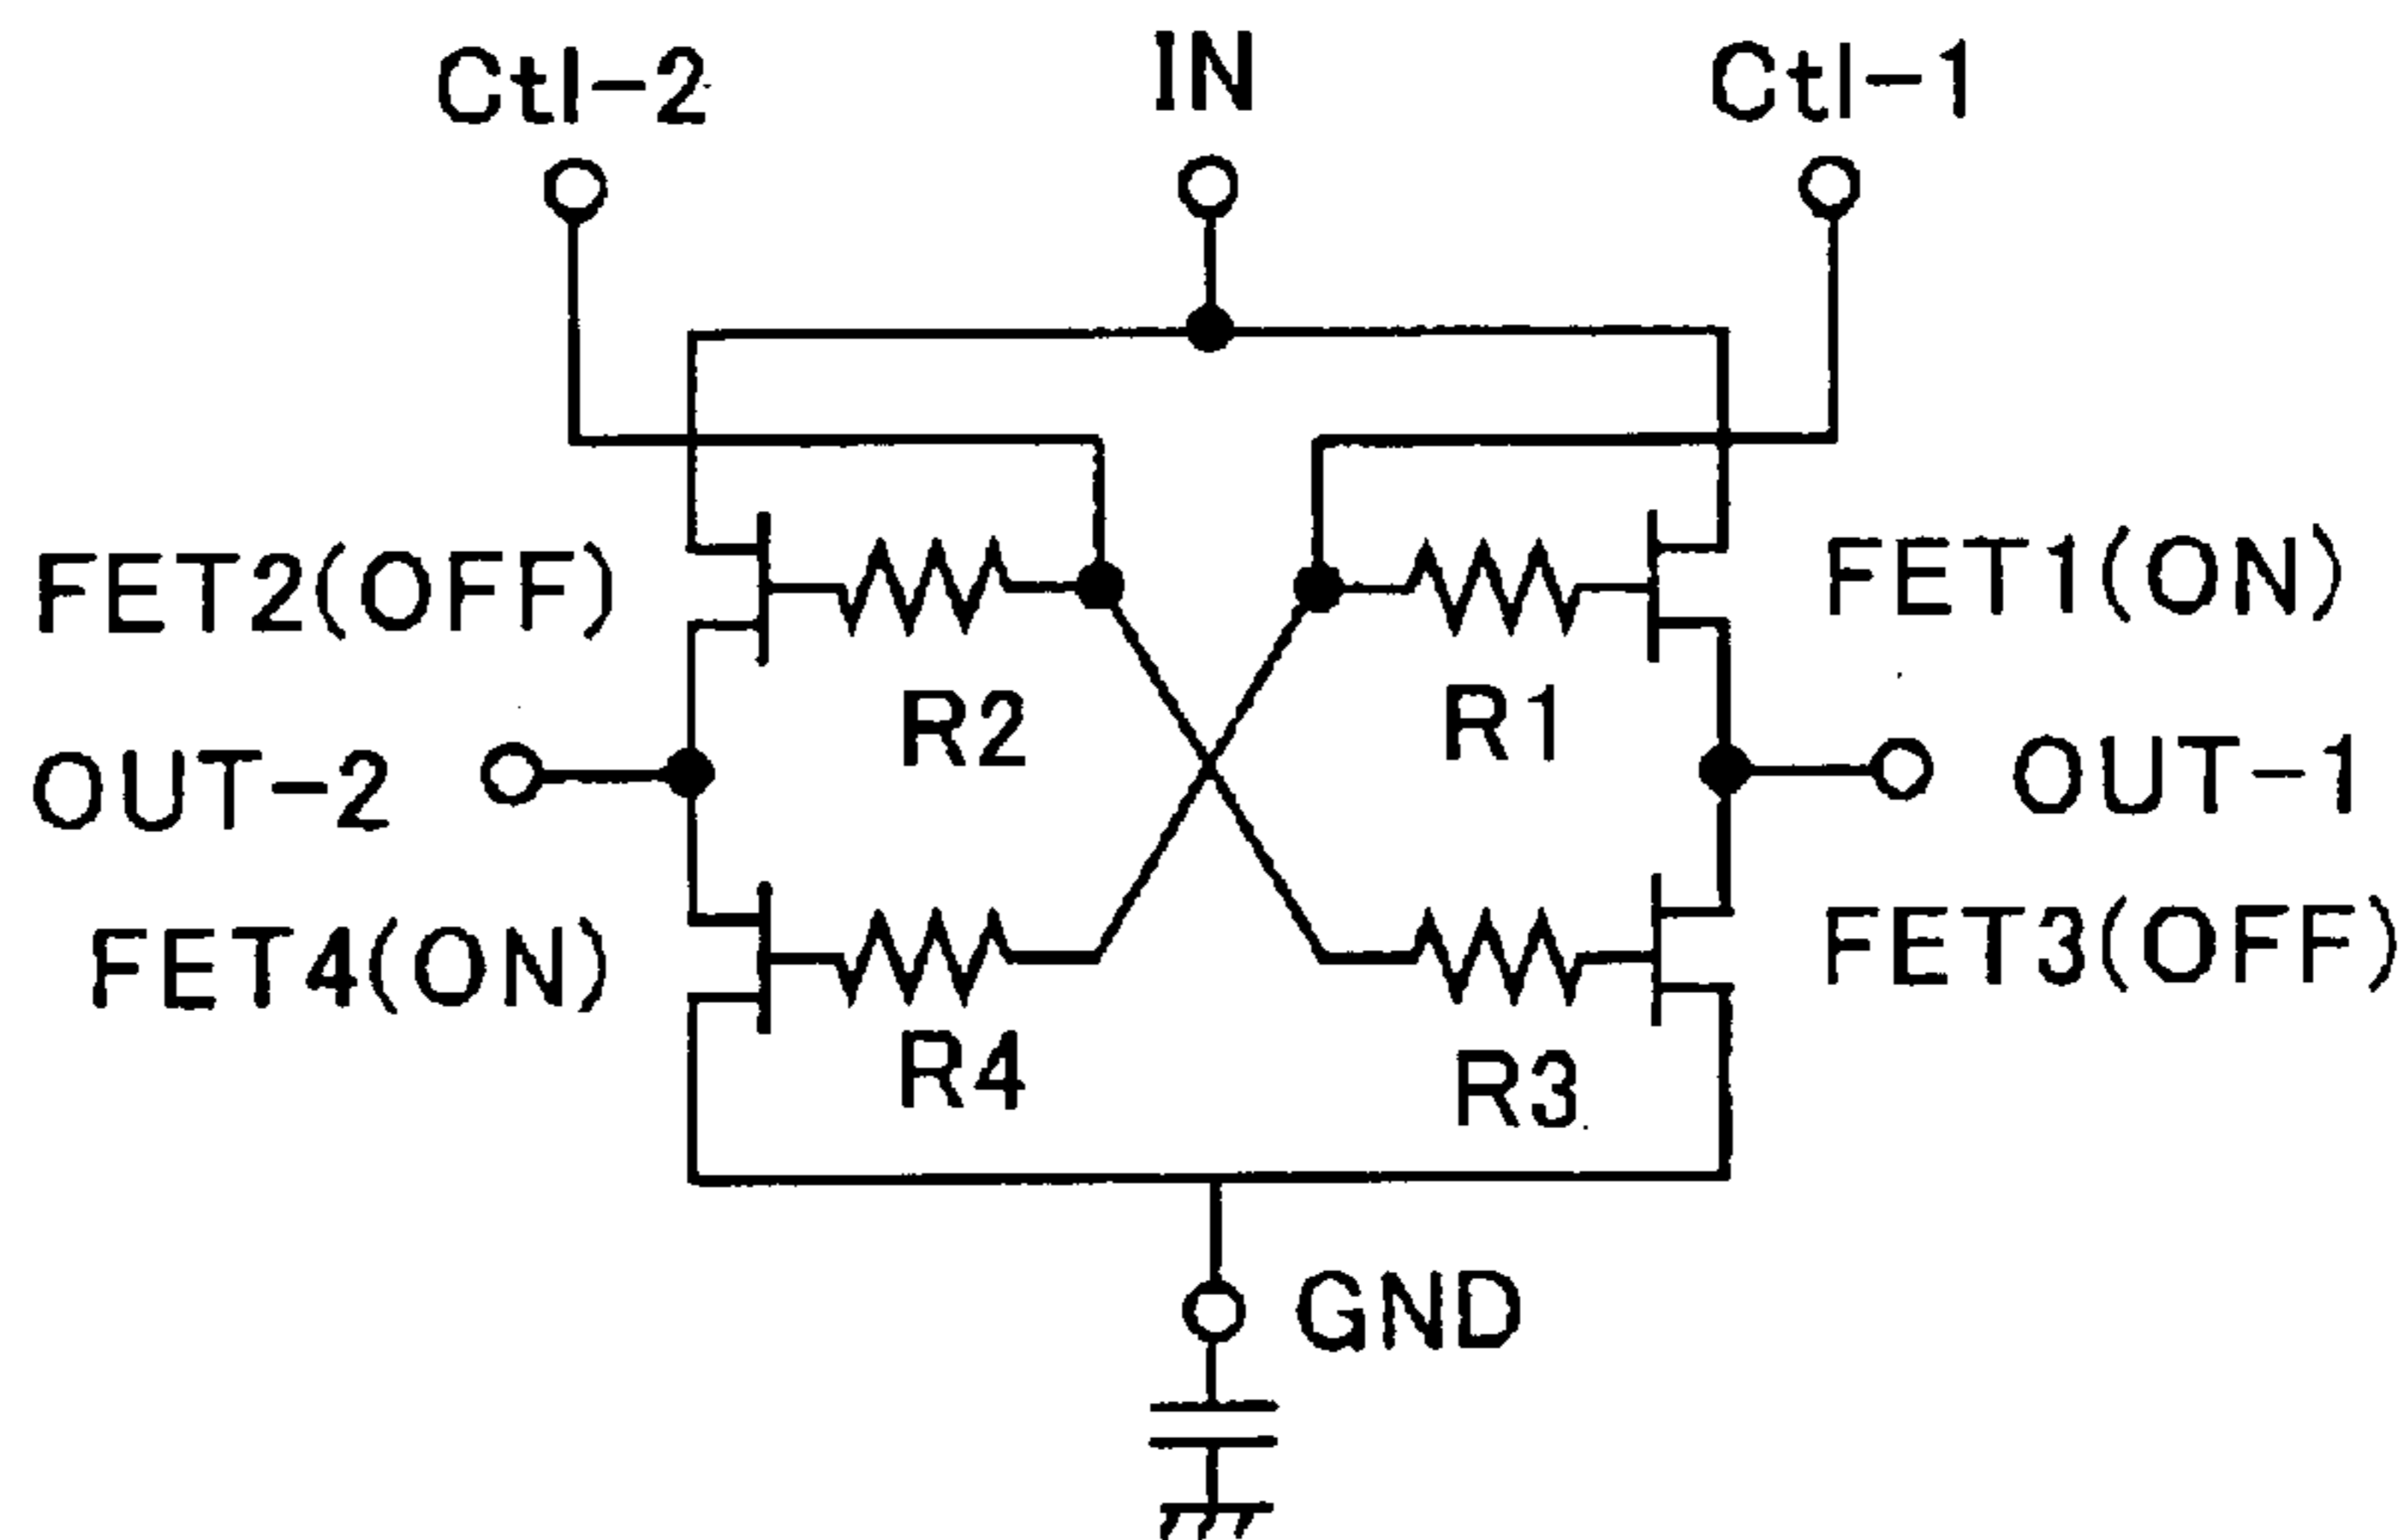 Ctl-2
IN
Ctl-1
FET2(OFF)
FET1(ON)
R2
R1
OUT-2
OUT-1
FET4(ON)
FET3(OFF)
R4
R3
GND